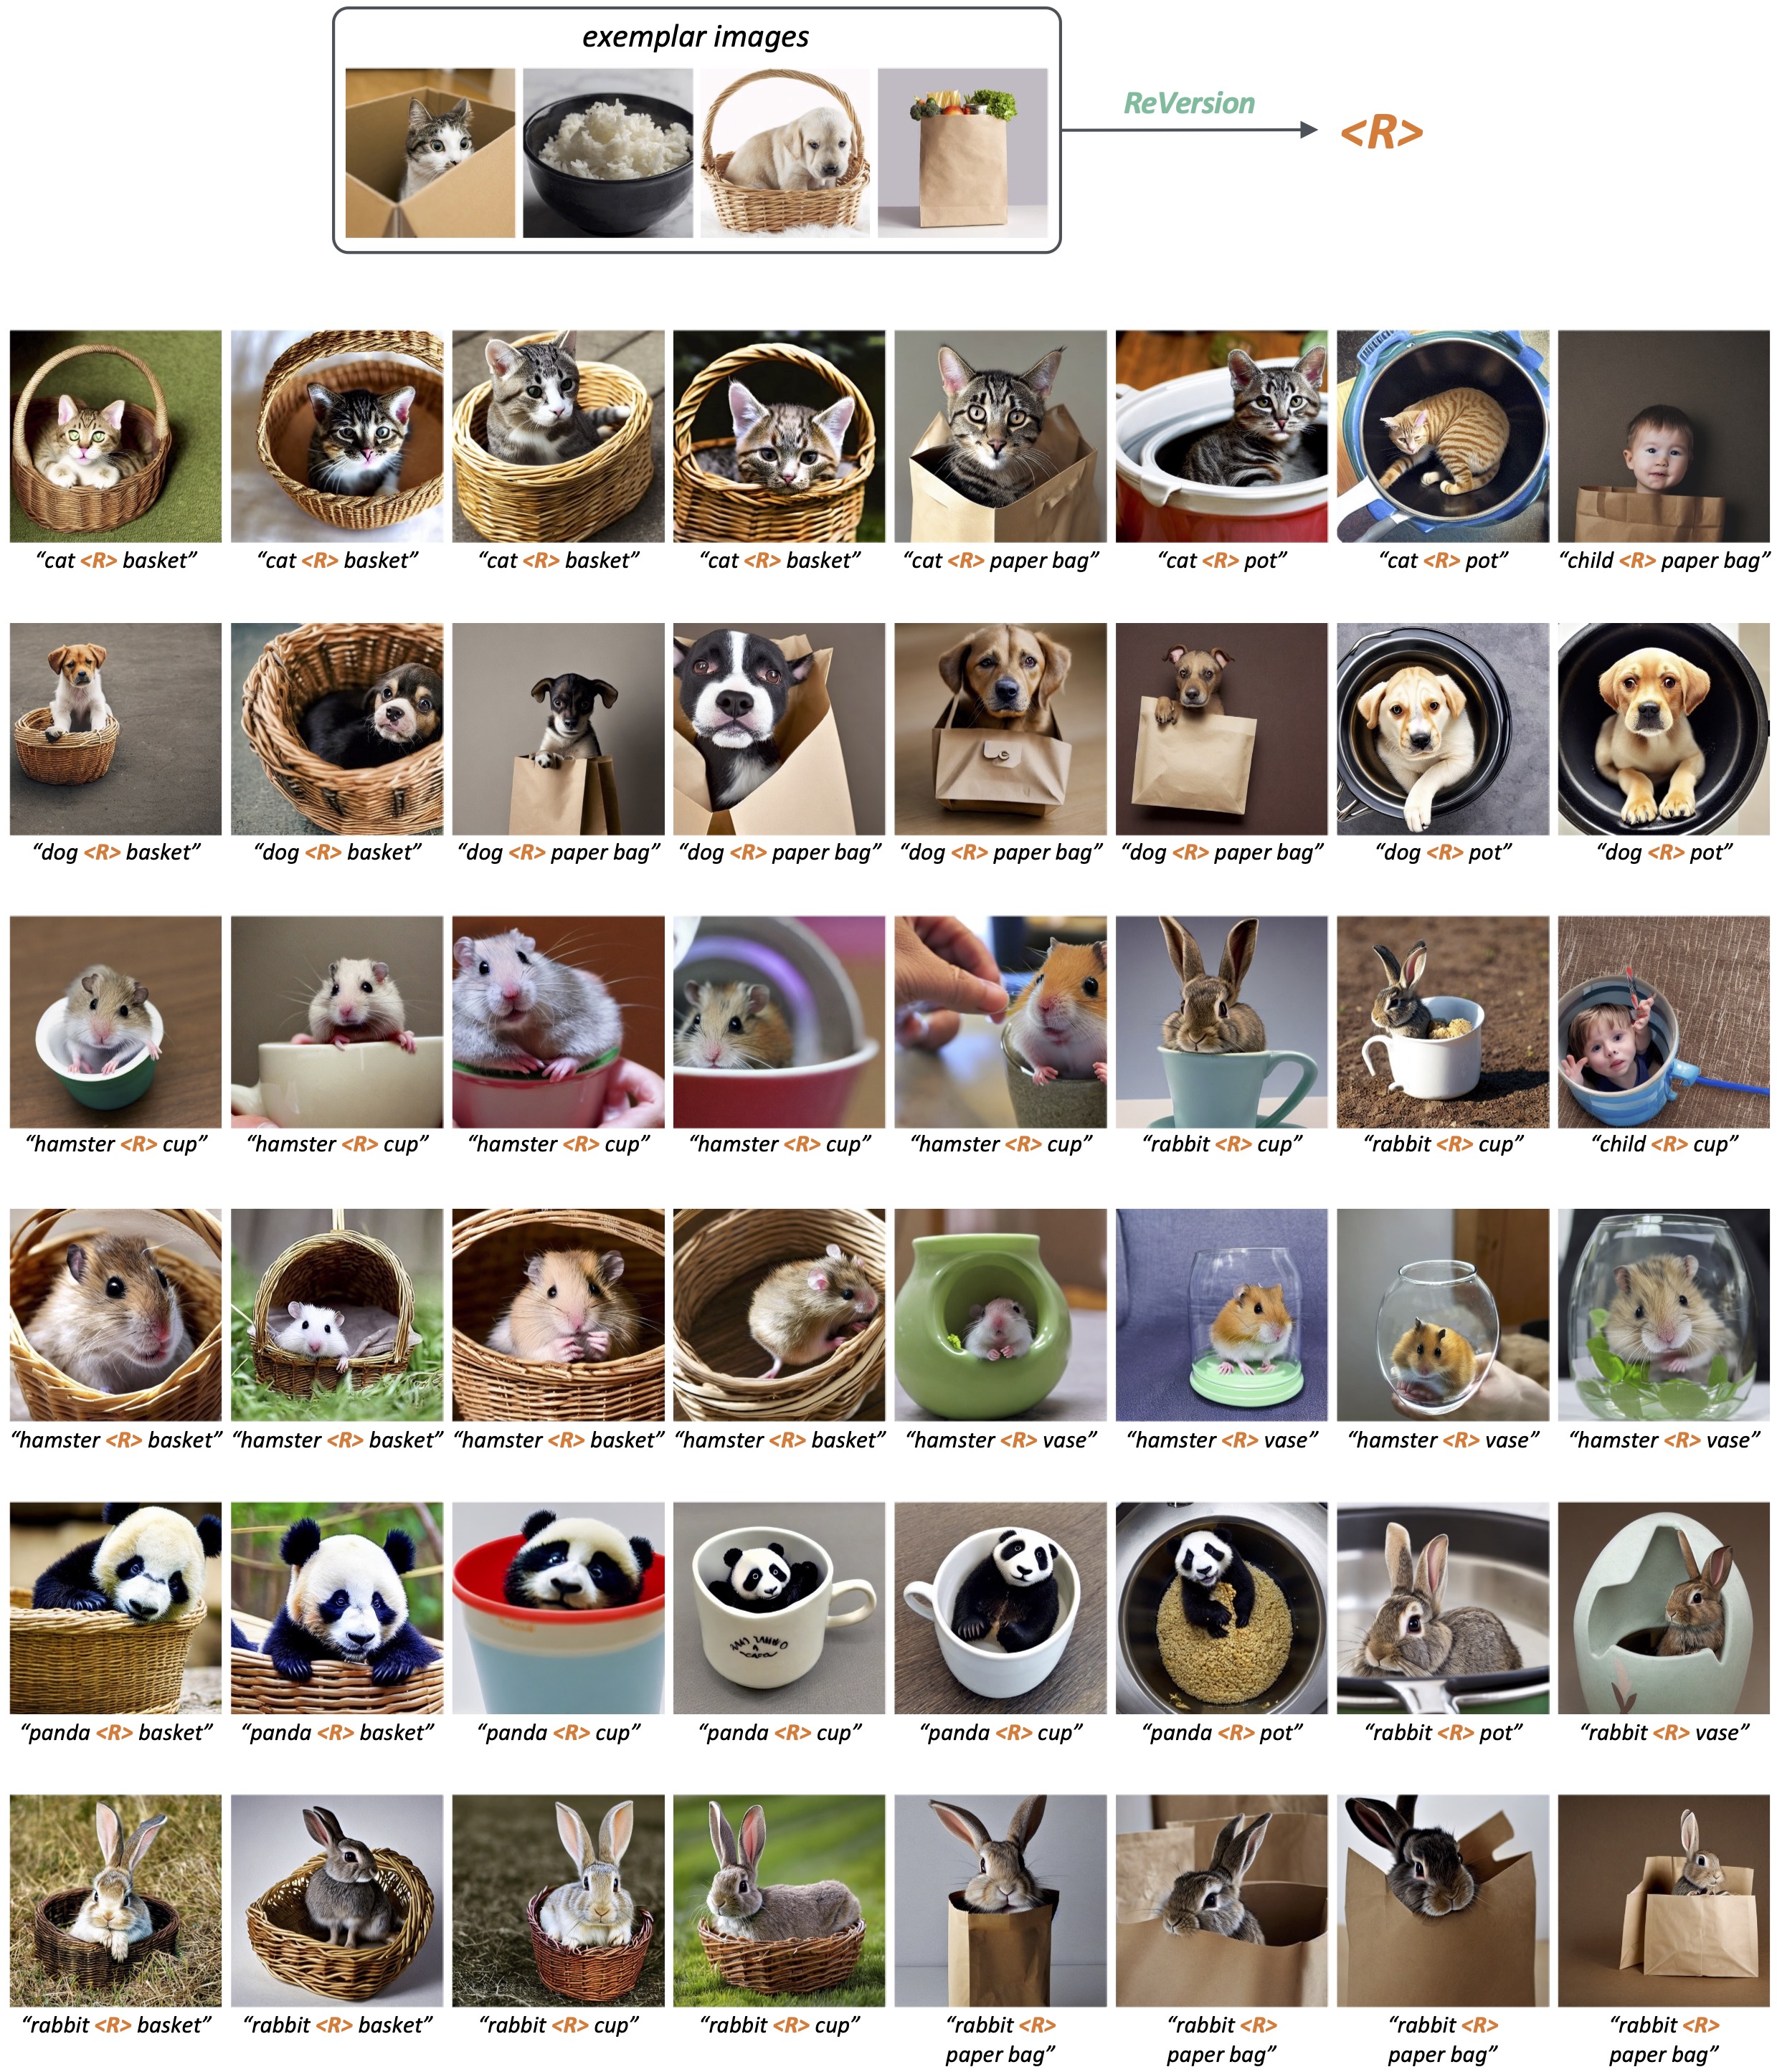 exemplar images
ReVersion
<R>
"cat <R> basket"
"cat <R> basket"
"cat <R> basket"
"cat <R> basket"
"cat <R> paper bag"
"cat <R> pot"
"cat <R> pot"
"child <R> paper bag"
"dog <R> basket"
"dog <R> basket"
"dog <R> paper bag"
"dog <R> paper bag"
"dog <R> paper bag"
"dog <R> paper bag"
"dog <R> pot"
"dog <R> pot"
"hamster <R> cup"
"hamster <R> cup"
"hamster <R> cup"
"hamster <R> cup"
"hamster <R> cup"
"rabbit <R> cup"
"rabbit <R> cup"
"child <R> cup"
"hamster <R> basket"
"hamster <R> basket"
"hamster <R> basket"
"hamster <R> basket"
"hamster <R> vase"
"hamster <R> vase"
"hamster <R> vase"
"hamster <R> vase"
"panda <R> basket"
"panda <R> basket"
"panda <R> cup"
"panda <R> cup"
"panda <R> cup"
"panda <R> pot"
"rabbit <R> pot"
"rabbit <R> vase"
"rabbit <R> basket"
"rabbit <R> basket"
"rabbit <R> cup"
"rabbit <R> cup"
"rabbit <R>
paper bag"
"rabbit <R>
paper bag"
"rabbit <R>
paper bag"
"rabbit <R>
paper bag"